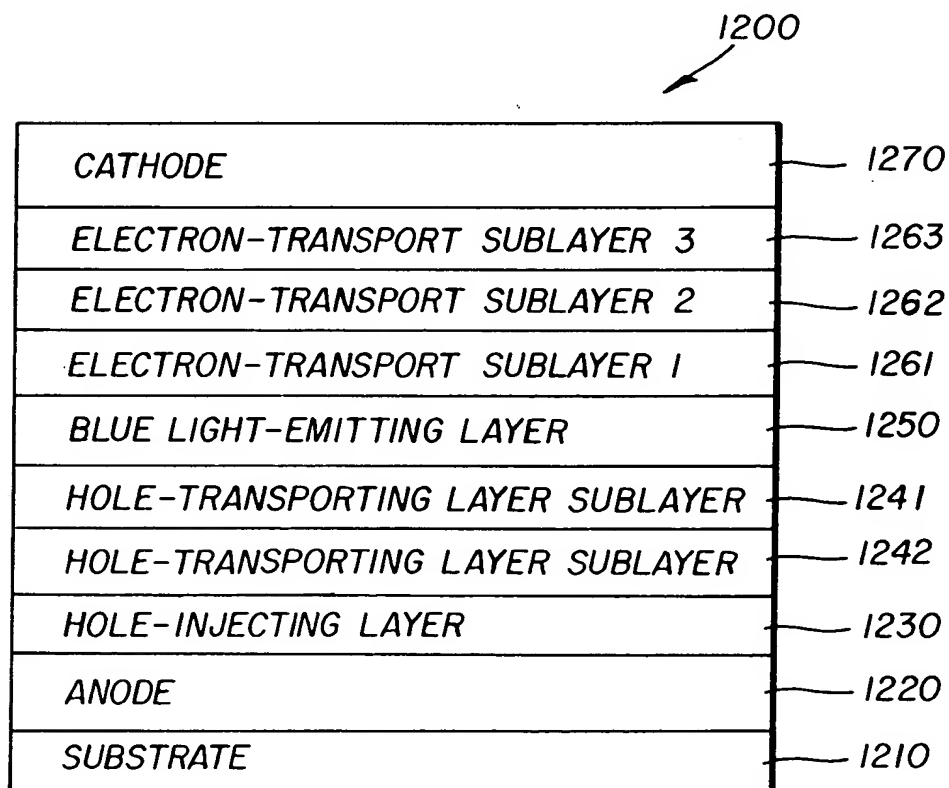 1200
CATHODE 1270
ELECTRON-TRANSPORT SUBLAYER 3 1263
ELECTRON-TRANSPORT SUBLAYER 2 1262
ELECTRON-TRANSPORT SUBLAYER 1 1261
BLUE LIGHT-EMITTING LAYER 1250
HOLE-TRANSPORTING LAYER SUBLAYER 1241
HOLE-TRANSPORTING LAYER SUBLAYER 1242
HOLE-INJECTING LAYER 1230
ANODE 1220
SUBSTRATE 1210